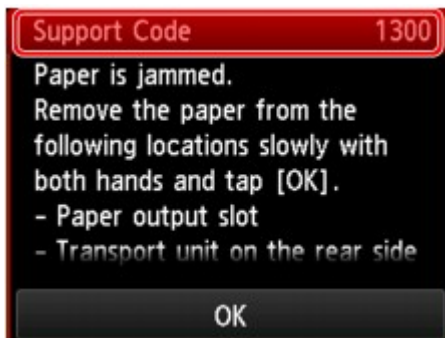 Support Code 1300
Paper is jammed.
Remove the paper from the
following locations slowly with
both hands and tap [OK].
- Paper output slot
- Transport unit on the rear side
OK